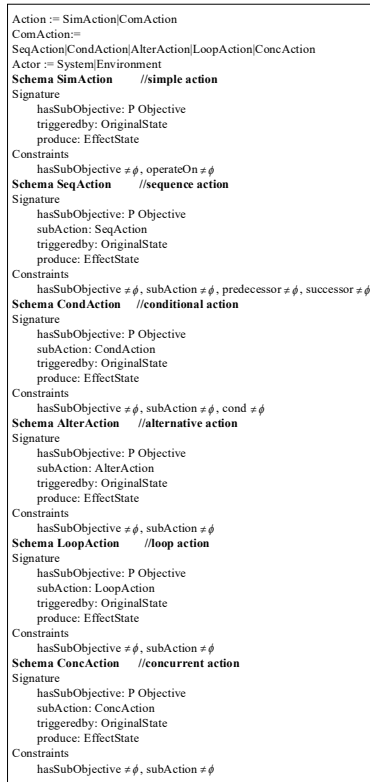 Action := SimAction|ComAction
ComAction:=
SeqAction|CondAction|AlterAction|LoopAction|ConcAction
Actor := System|Environment
Schema SimAction //simple action
Signature
hasSubObjective: P Objective
triggeredby: OriginalState
produce: EffectState
Constraints
hasSubObjective ≠ ϕ, operateOn ≠ ϕ
Schema SeqAction //sequence action
Signature
hasSubObjective: P Objective
subAction: SeqAction
triggeredby: OriginalState
produce: EffectState
Constraints
hasSubObjective ≠ ϕ, subAction ≠ ϕ, predecessor ≠ ϕ, successor ≠ ϕ
Schema CondAction //conditional action
Signature
hasSubObjective: P Objective
subAction: CondAction
triggeredby: OriginalState
produce: EffectState
Constraints
hasSubObjective ≠ ϕ, subAction ≠ ϕ, cond ≠ ϕ
Schema AlterAction //alternative action
Signature
hasSubObjective: P Objective
subAction: AlterAction
triggeredby: OriginalState
produce: EffectState
Constraints
hasSubObjective ≠ ϕ, subAction ≠ ϕ
Schema LoopAction //loop action
Signature
hasSubObjective: P Objective
subAction: LoopAction
triggeredby: OriginalState
produce: EffectState
Constraints
hasSubObjective ≠ ϕ, subAction ≠ ϕ
Schema ConcAction //concurrent action
Signature
hasSubObjective: P Objective
subAction: ConcAction
triggeredby: OriginalState
produce: EffectState
Constraints
hasSubObjective ≠ ϕ, subAction ≠ ϕ